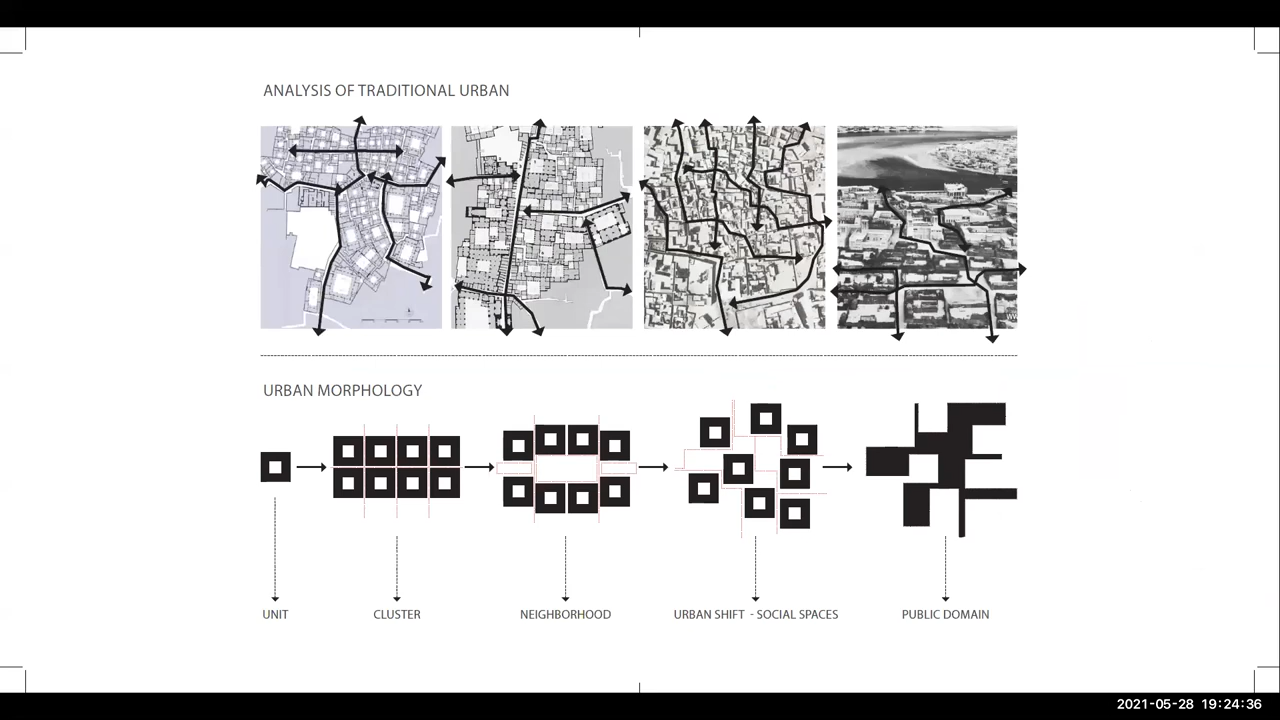 ANALYSIS OF TRADITIONAL URBAN
URBAN MORPHOLOGY
UNIT
CLUSTER
NEIGHBORHOOD
URBAN SHIFT - SOCIAL SPACES
PUBLIC DOMAIN
2021-05-28 19:24:36